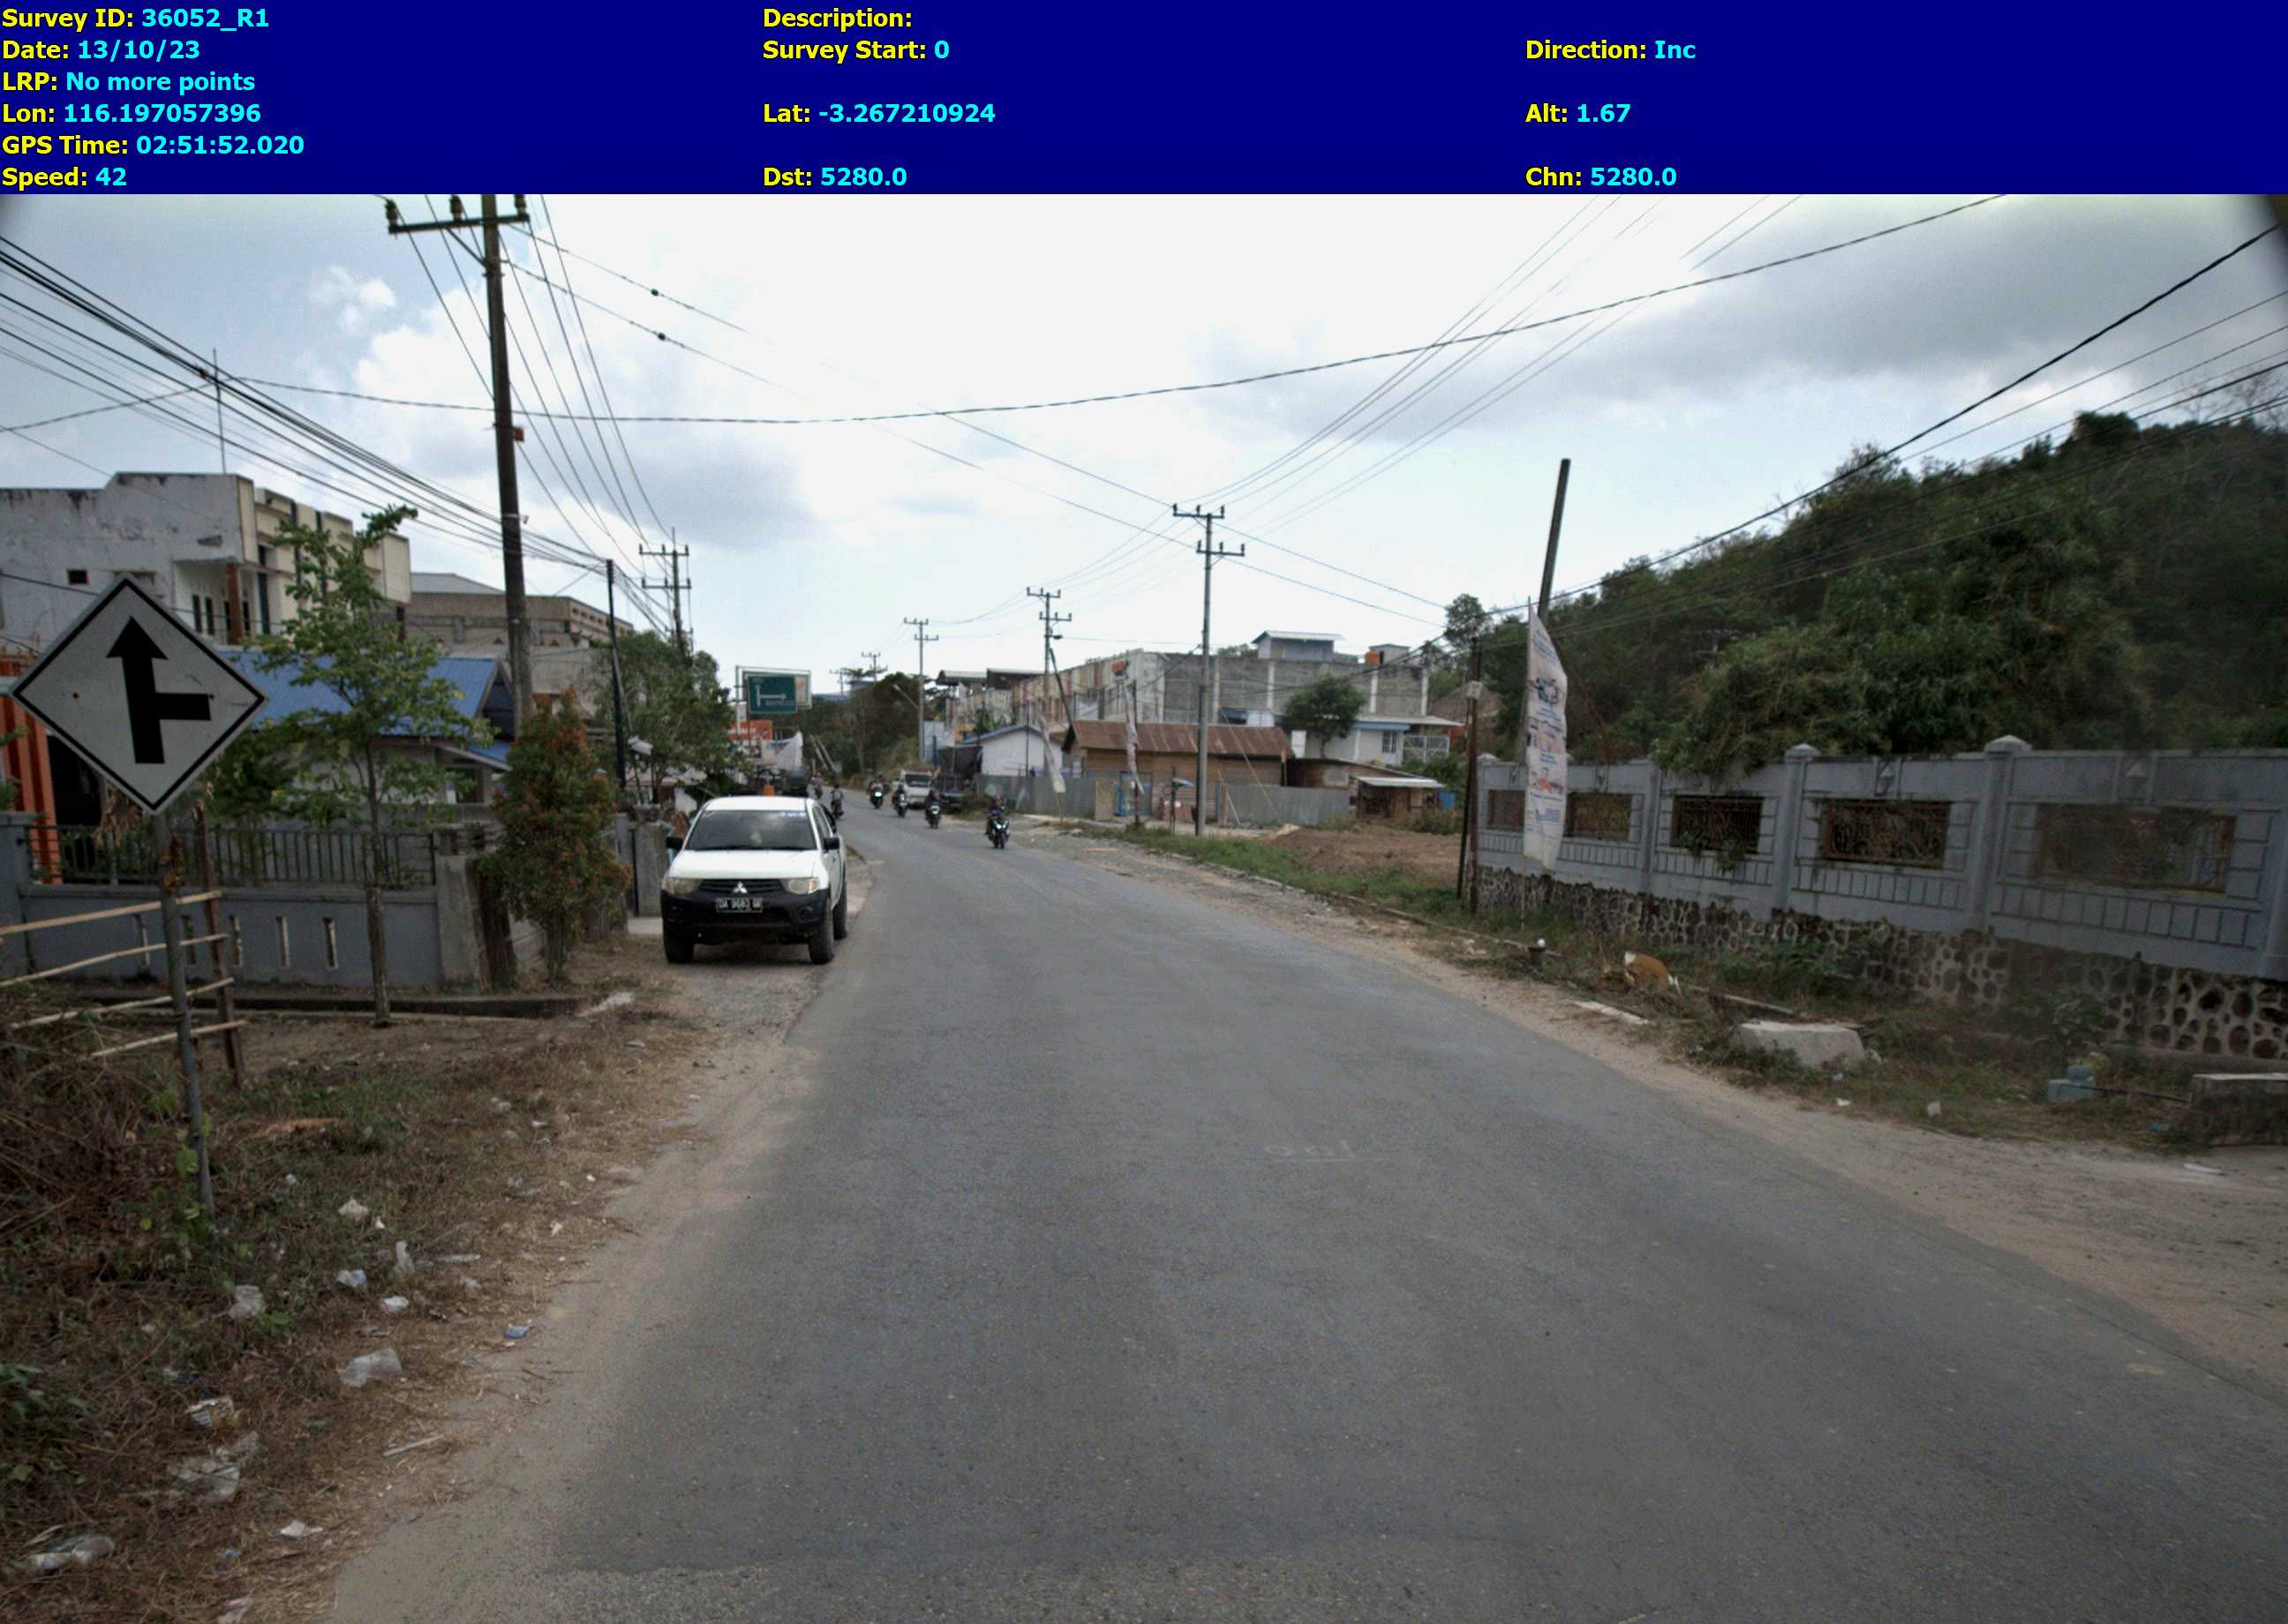 Survey ID: 36052_R1
Description:
Date: 13/10/23
Survey Start: 0
Direction: Inc
LRP: No more points
Lon: 116.197057396
Lat: -3.267210924
Alt: 1.67
GPS Time: 02:51:52.020
Speed: 42
Dst: 5280.0
Chn: 5280.0